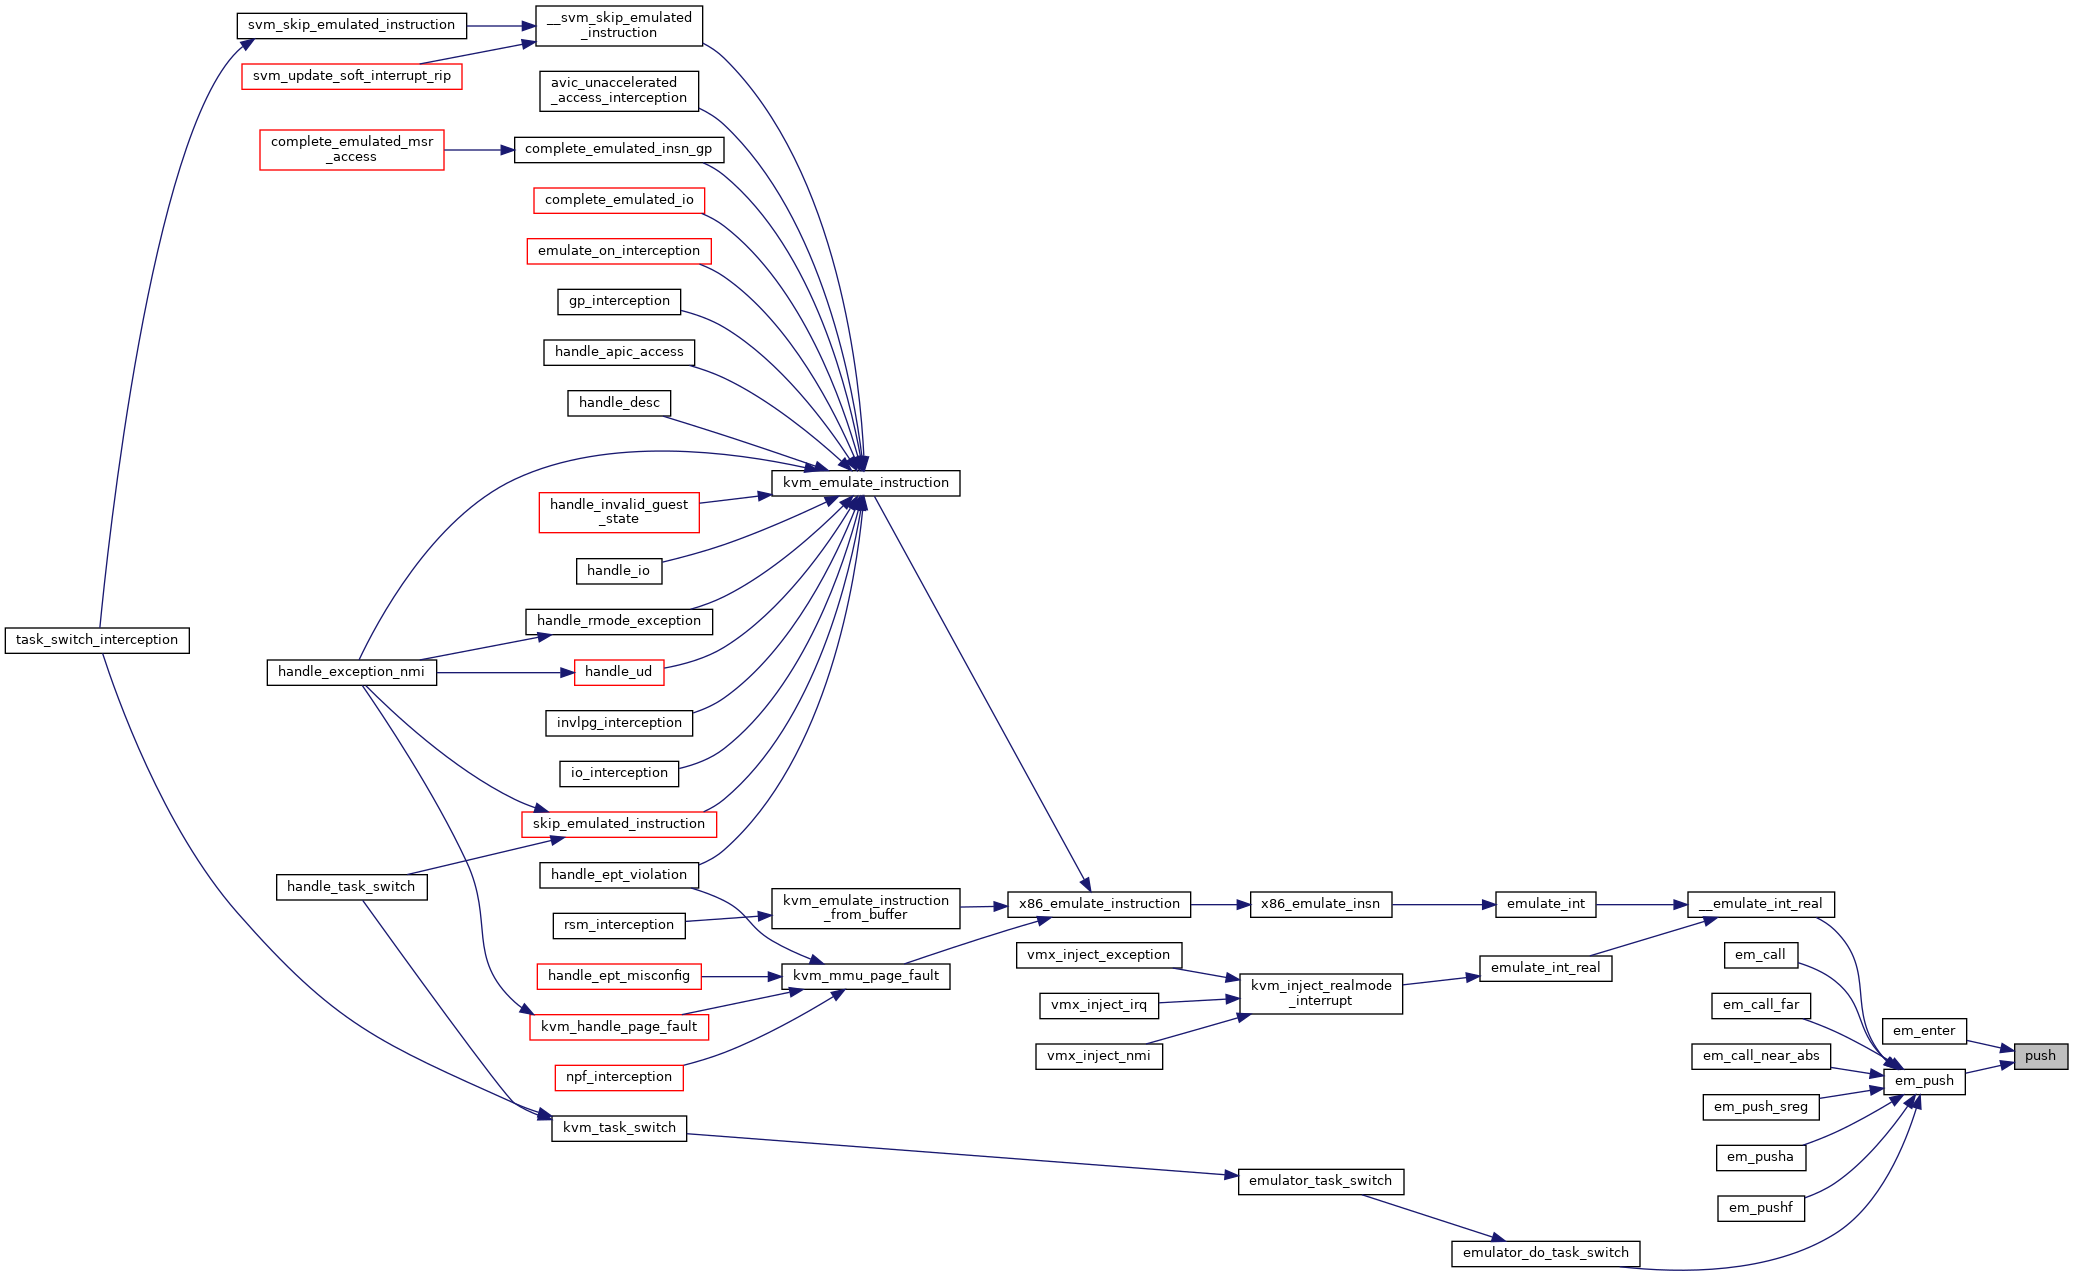 svm_skip_emulated_instruction
__svm_skip_emulated
_instruction
svm_update_soft_interrupt_rip
avic_unaccelerated
_access_interception
complete_emulated_msr
_access
complete_emulated_insn_gp
complete_emulated_io
emulate_on_interception
gp_interception
handle_apic_access
handle_desc
kvm_emulate_instruction
handle_invalid_guest
_state
handle_io
handle_rmode_exception
task_switch_interception
handle_exception_nmi
handle_ud
invlpg_interception
io_interception
skip_emulated_instruction
handle_task_switch
handle_ept_violation
kvm_emulate_instruction
_from_buffer
rsm_interception
x86_emulate_instruction
x86_emulate_insn
emulate_int
__emulate_int_real
vmx_inject_exception
em_call
emulate_int_real
handle_ept_misconfig
kvm_mmu_page_fault
kvm_inject_realmode
_interrupt
vmx_inject_irq
em_call_far
kvm_handle_page_fault
em_enter
vmx_inject_nmi
em_call_near_abs
push
npf_interception
em_push
em_push_sreg
kvm_task_switch
em_pusha
emulator_task_switch
em_pushf
emulator_do_task_switch